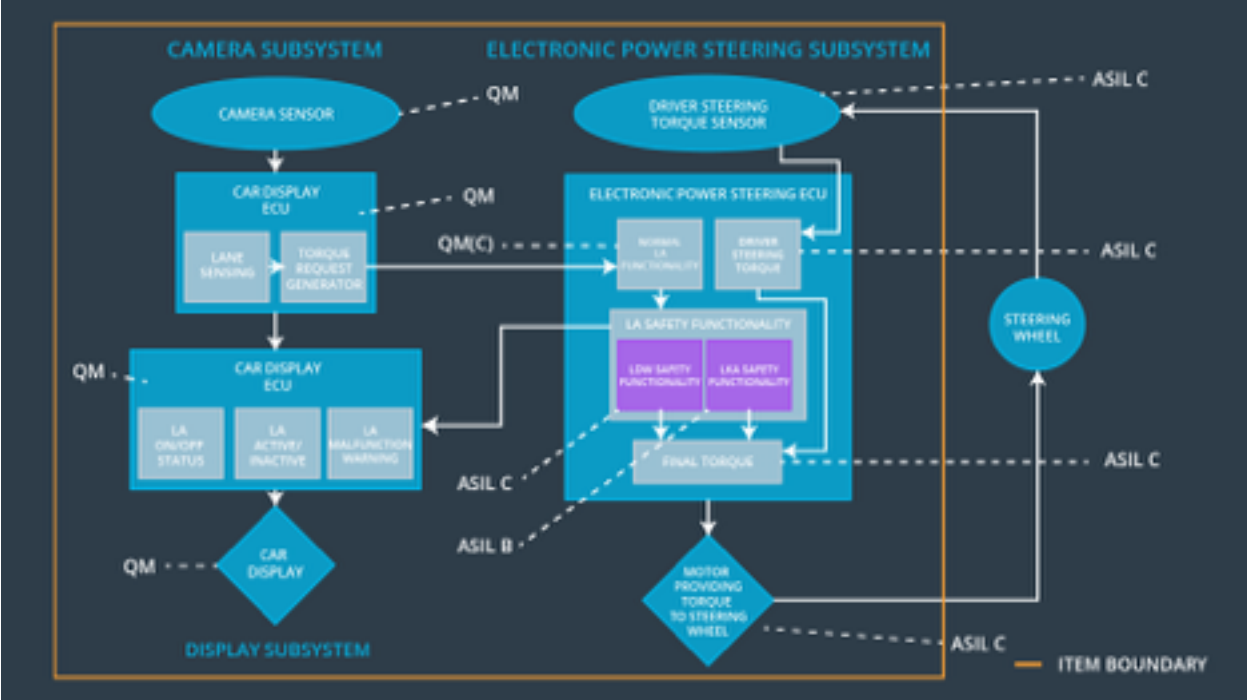 CAMERA SUBSYSTEM
ELECTRONIC POWER STEERING SUBSYSTEM
CAMERA SENSOR
QM
DRIVER STEERING
TORQUE SENSOR
ASIL C
CAR DISPLAY
ECU
QM
LANE
SENSING
TORQUE
REQUEST
GENERATOR
ELECTRONIC POWER STEERING ECU
QM(C)
NORMAL
LA
FUNCTIONALITY
DRIVER
STEERING
TORQUE
ASIL C
LA SAFETY FUNCTIONALITY
LDW SAFETY
FUNCTIONALITY
LKA SAFETY
FUNCTIONALITY
STEERING
WHEEL
QM
CAR DISPLAY
ECU
LA
ON/OFF
STATUS
LA
ACTIVE/
INACTIVE
LA
MALFUNCTION
WARNING
FINAL TORQUE
ASIL C
ASIL C
ASIL B
QM
CAR
DISPLAY
MOTOR
PROVIDING
TORQUE
TO STEERING
WHEEL
ASIL C
DISPLAY SUBSYSTEM
ITEM BOUNDARY